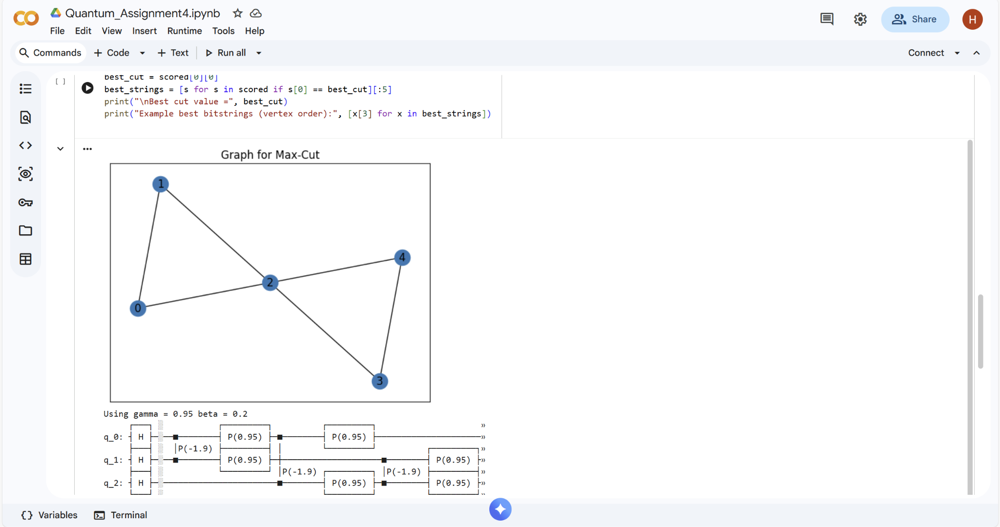 Quantum_Assignment4.ipynb
File Edit View Insert Runtime Tools Help
Share
H
Commands + Code + Text Run all
Connect
[ ]
best_cut = scored[0][0]
best_strings = [s for s in scored if s[0] == best_cut][:5]
print("\nBest cut value =", best_cut)
print("Example best bitstrings (vertex order):", [x[3] for x in best_strings])
Graph for Max-Cut
1
4
2
0
3
Using gamma = 0.95 beta = 0.2
q_0: H P(0.95) P(0.95) »
P(-1.9) »
q_1: H P(0.95) P(0.95) »
P(-1.9) P(-1.9) »
q_2: H P(0.95) P(0.95) »
Variables Terminal